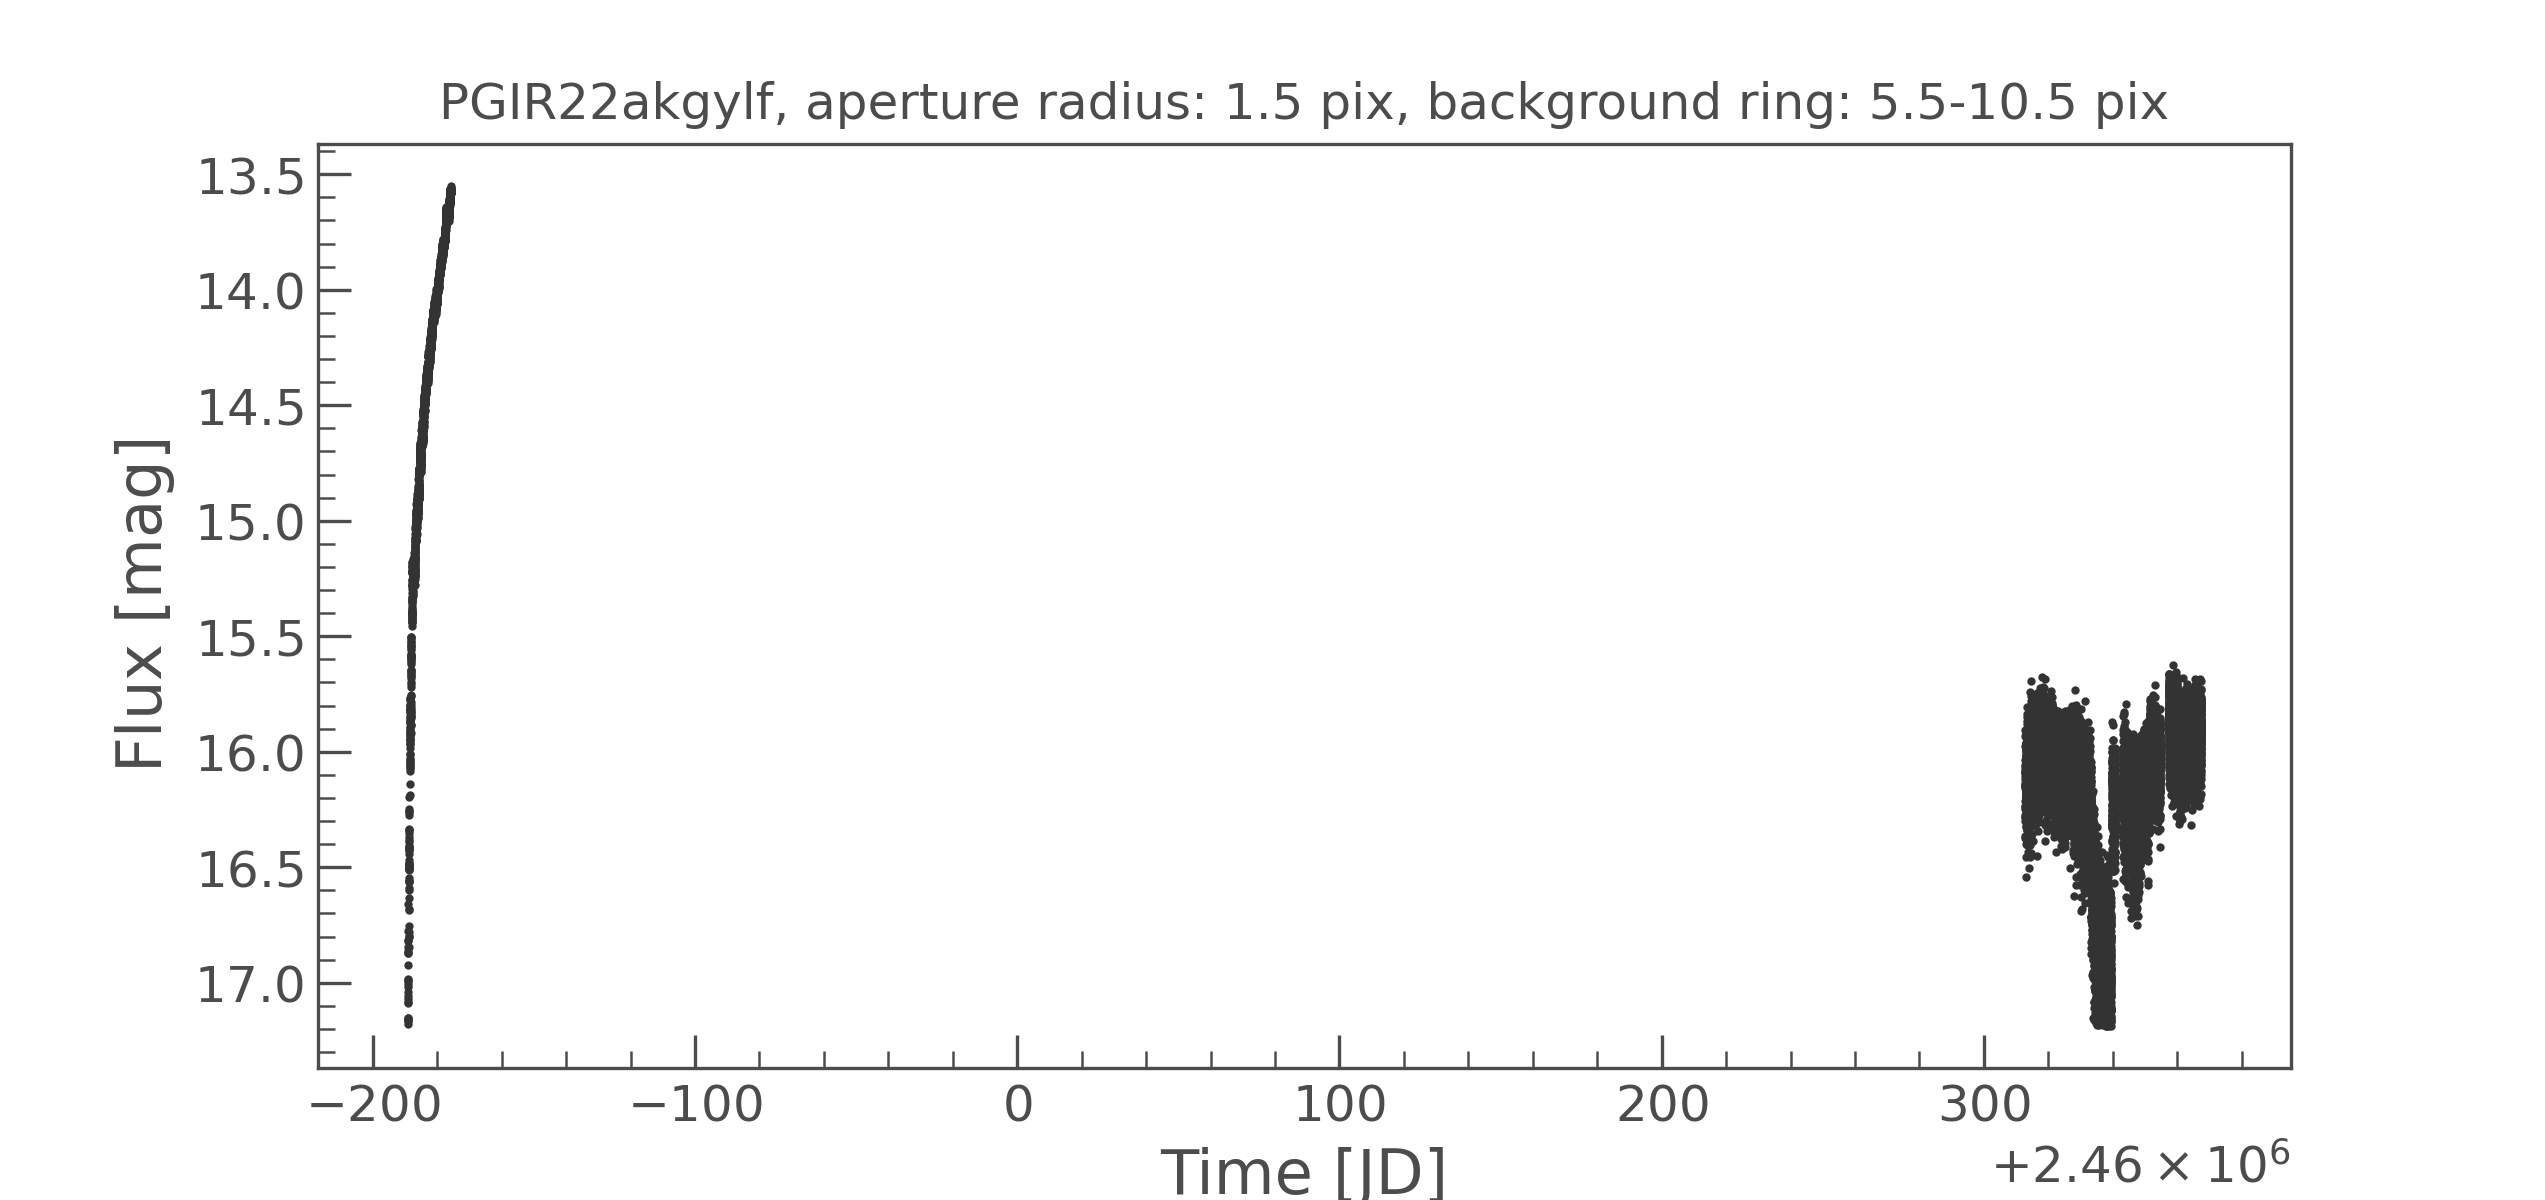 PGIR22akgylf, aperture radius: 1.5 pix, background ring: 5.5-10.5 pix
13.5
14.0
14.5
15.0
15.5
16.0
16.5
17.0
Flux [mag]
−200 −100 0 100 200 300
+2.46 × 10⁶
Time [JD]